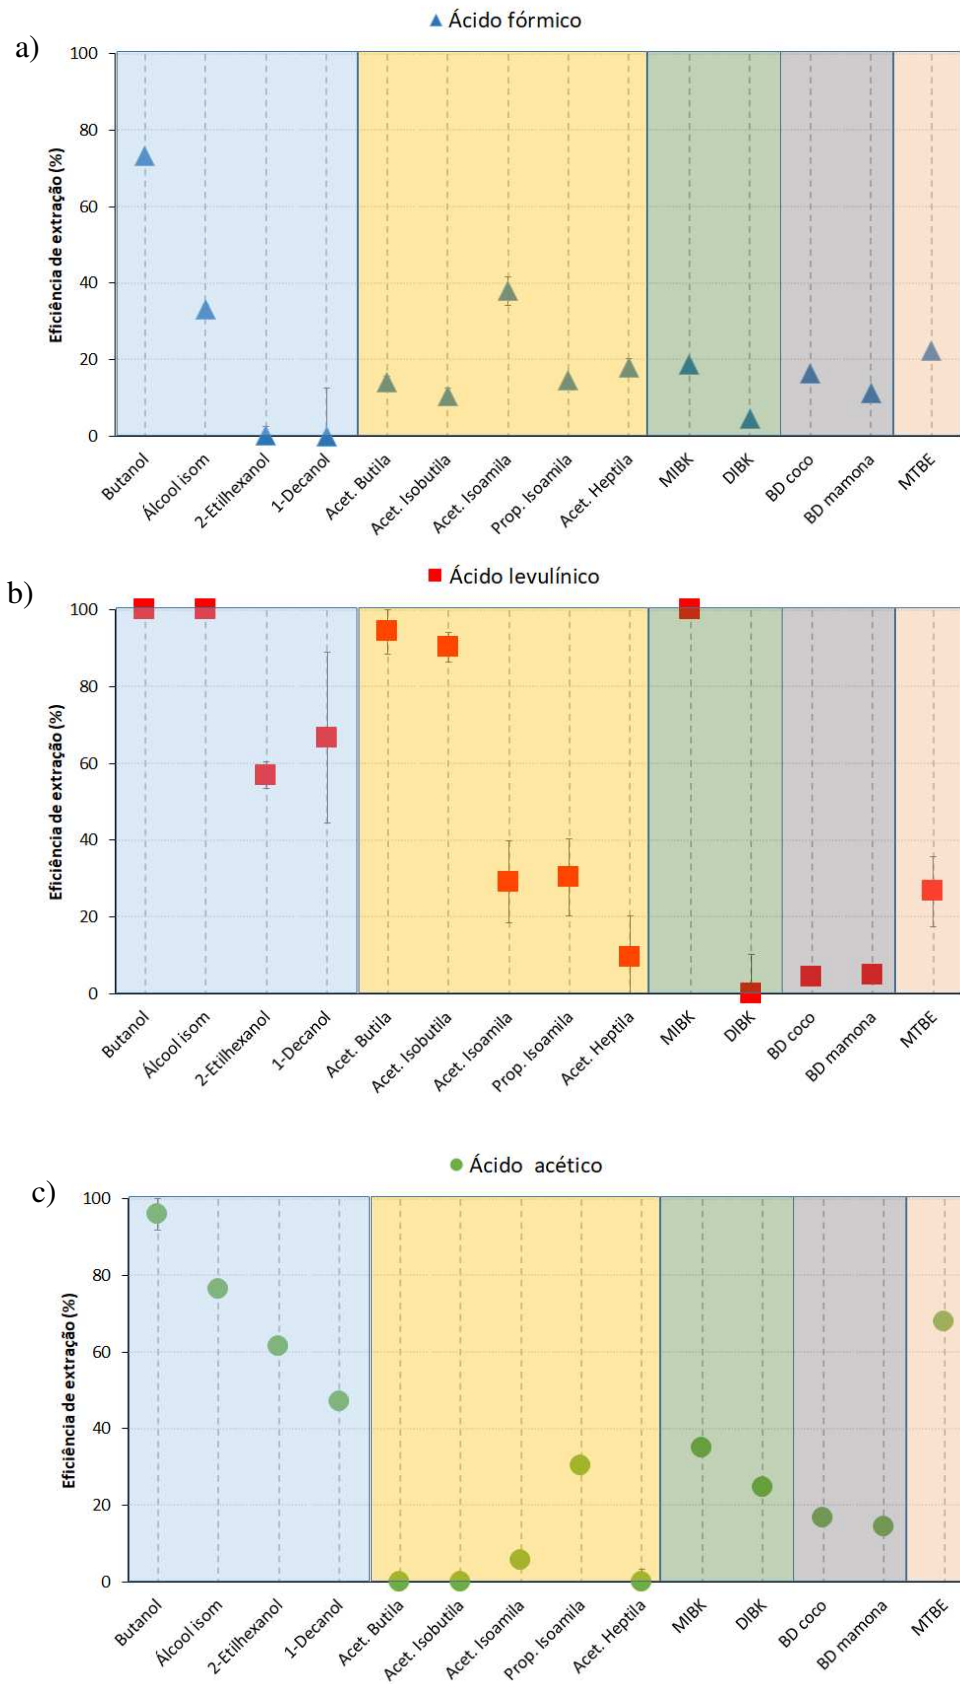 a)
Ácido fórmico
Eficiência de extração (%)
100
80
60
40
20
0
Butanol
Álcool isom
2-Etilhexanol
1-Decanol
Acet. Butila
Acet. Isobutila
Acet. Isoamila
Prop. Isoamila
Acet. Heptila
MIBK
DIBK
BD coco
BD mamona
MTBE
b)
Ácido levulínico
Eficiência de extração (%)
100
80
60
40
20
0
Butanol
Álcool isom
2-Etilhexanol
1-Decanol
Acet. Butila
Acet. Isobutila
Acet. Isoamila
Prop. Isoamila
Acet. Heptila
MIBK
DIBK
BD coco
BD mamona
MTBE
c)
Ácido acético
Eficiência de extração (%)
100
80
60
40
20
0
Butanol
Álcool isom
2-Etilhexanol
1-Decanol
Acet. Butila
Acet. Isobutila
Acet. Isoamila
Prop. Isoamila
Acet. Heptila
MIBK
DIBK
BD coco
BD mamona
MTBE